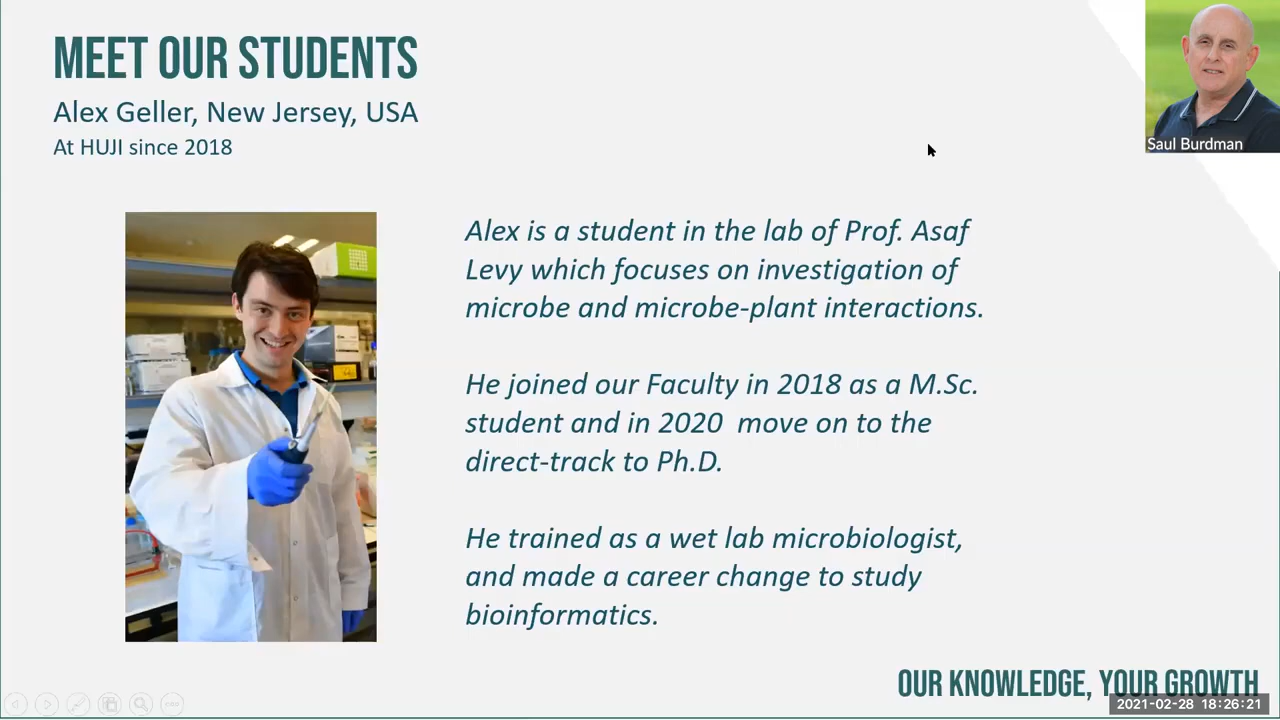 MEET OUR STUDENTS
Alex Geller, New Jersey, USA
At HUJI since 2018
Saul Burdman
Alex is a student in the lab of Prof. Asaf
Levy which focuses on investigation of
microbe and microbe-plant interactions.
He joined our Faculty in 2018 as a M.Sc.
student and in 2020 move on to the
direct-track to Ph.D.
He trained as a wet lab microbiologist,
and made a career change to study
bioinformatics.
OUR KNOWLEDGE, YOUR GROWTH
2021-02-28 18:26:21